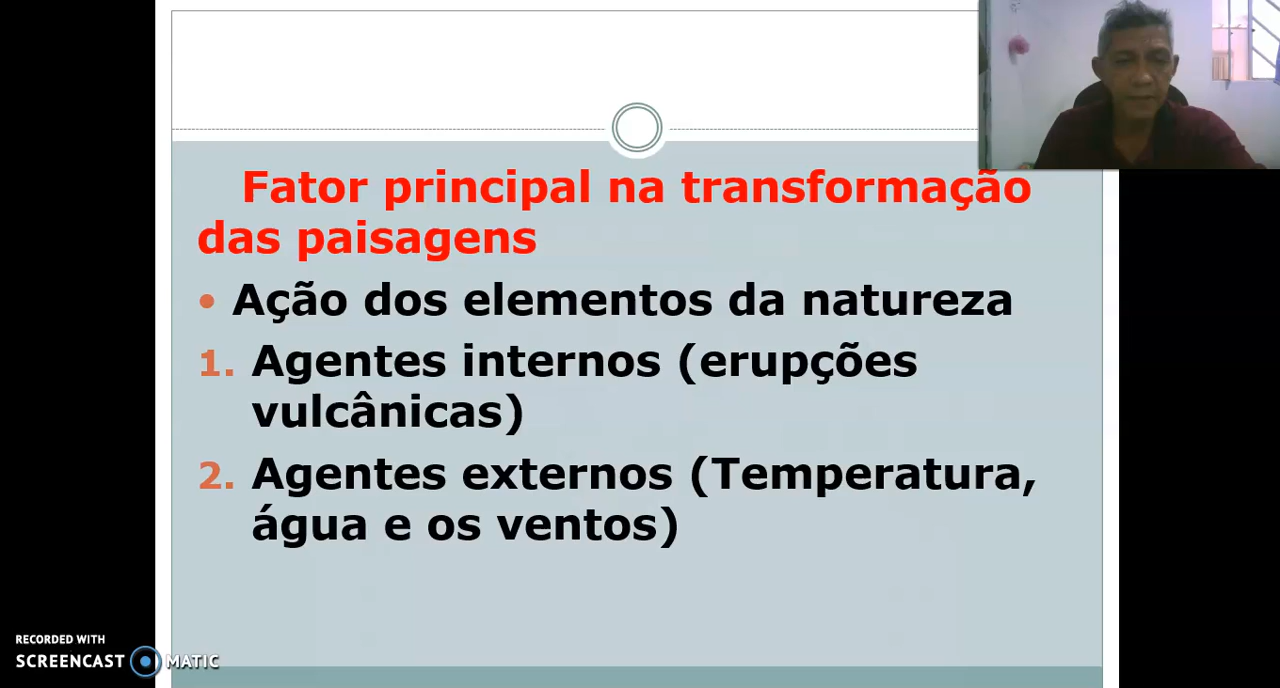 Fator principal na transformação
das paisagens
• Ação dos elementos da natureza
1. Agentes internos (erupções
vulcânicas)
2. Agentes externos (Temperatura,
água e os ventos)
RECORDED WITH
SCREENCAST MATIC